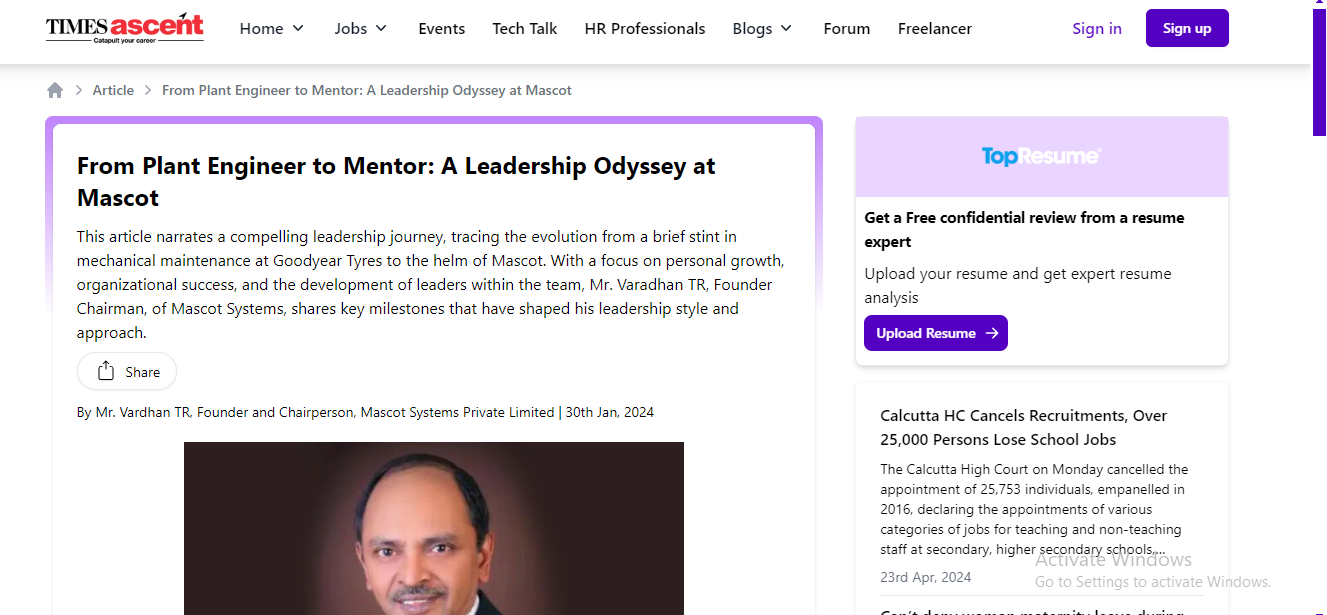 TIMES ascent
Catapult your career
Home
Jobs
Events
Tech Talk
HR Professionals
Blogs
Forum
Freelancer
Sign in
Sign up
Article
From Plant Engineer to Mentor: A Leadership Odyssey at Mascot
From Plant Engineer to Mentor: A Leadership Odyssey at
Mascot
This article narrates a compelling leadership journey, tracing the evolution from a brief stint in
mechanical maintenance at Goodyear Tyres to the helm of Mascot. With a focus on personal growth,
organizational success, and the development of leaders within the team, Mr. Varadhan TR, Founder
Chairman, of Mascot Systems, shares key milestones that have shaped his leadership style and
approach.
Share
By Mr. Vardhan TR, Founder and Chairperson, Mascot Systems Private Limited | 30th Jan, 2024
TopResume
Get a Free confidential review from a resume
expert
Upload your resume and get expert resume
analysis
Upload Resume
Calcutta HC Cancels Recruitments, Over
25,000 Persons Lose School Jobs
The Calcutta High Court on Monday cancelled the
appointment of 25,753 individuals, empanelled in
2016, declaring the appointments of various
categories of jobs for teaching and non-teaching
staff at secondary, higher secondary schools,...
23rd Apr, 2024
Activate Windows
Go to Settings to activate Windows.
Can't deny woman maternity leave during